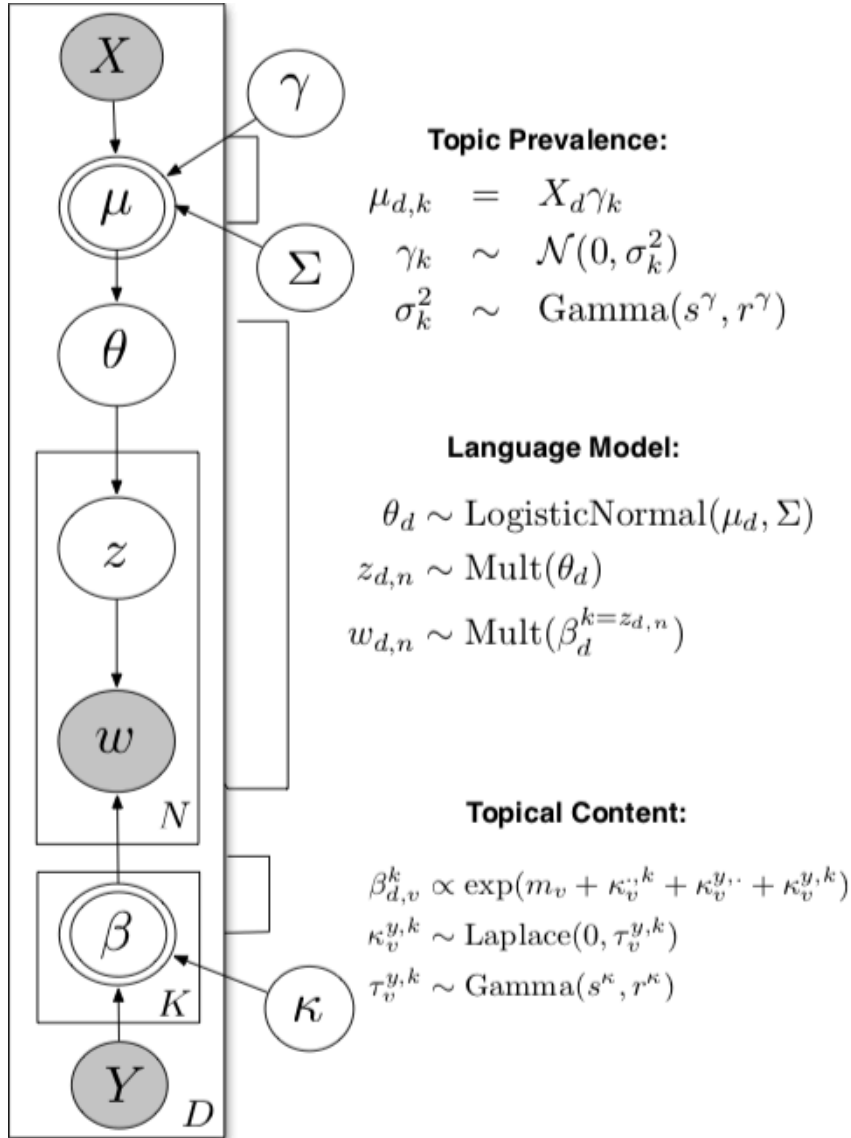 X
γ
μ
Σ
θ
z
w
N
β
K
κ
Y
D
Topic Prevalence:
μ_{d,k} = X_d γ_k
γ_k ∼ 𝒩(0, σ_k^2)
σ_k^2 ∼ Gamma(s^γ, r^γ)
Language Model:
θ_d ∼ LogisticNormal(μ_d, Σ)
z_{d,n} ∼ Mult(θ_d)
w_{d,n} ∼ Mult(β_d^{k=z_{d,n}})
Topical Content:
β_{d,v}^k ∝ exp(m_v + κ_v^{·,k} + κ_v^{y,·} + κ_v^{y,k})
κ_v^{y,k} ∼ Laplace(0, τ_v^{y,k})
τ_v^{y,k} ∼ Gamma(s^κ, r^κ)